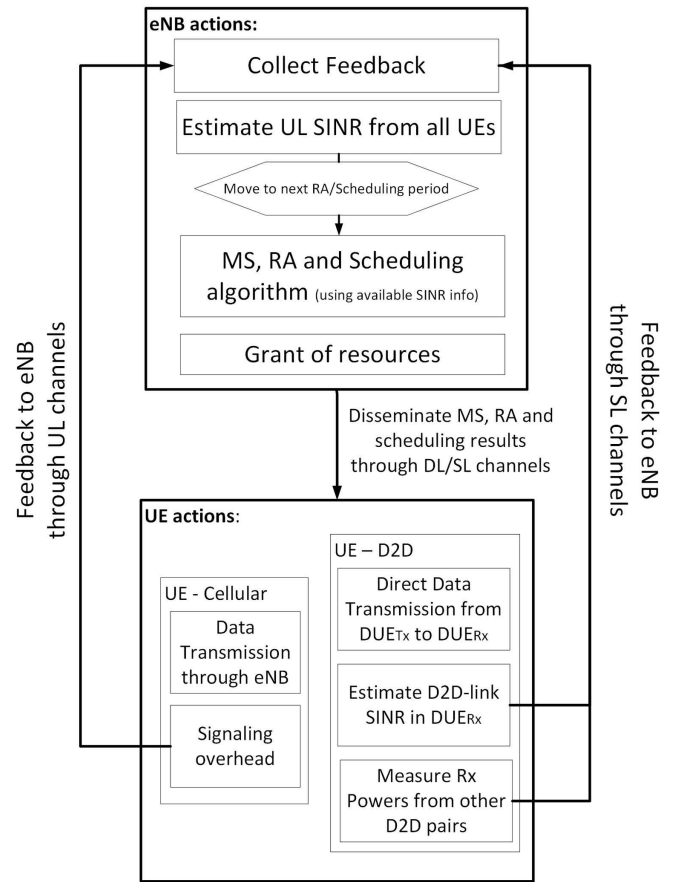 eNB actions:
Collect Feedback
Estimate UL SINR from all UEs
Move to next RA/Scheduling period
MS, RA and Scheduling
algorithm (using available SINR info)
Grant of resources
Feedback to eNB
through UL channels
Feedback to eNB
through SL channels
Disseminate MS, RA and
scheduling results
through DL/SL channels
UE actions:
UE - Cellular
Data
Transmission
through eNB
Signaling
overhead
UE – D2D
Direct Data
Transmission from
DUETx to DUERx
Estimate D2D-link
SINR in DUERx
Measure Rx
Powers from other
D2D pairs